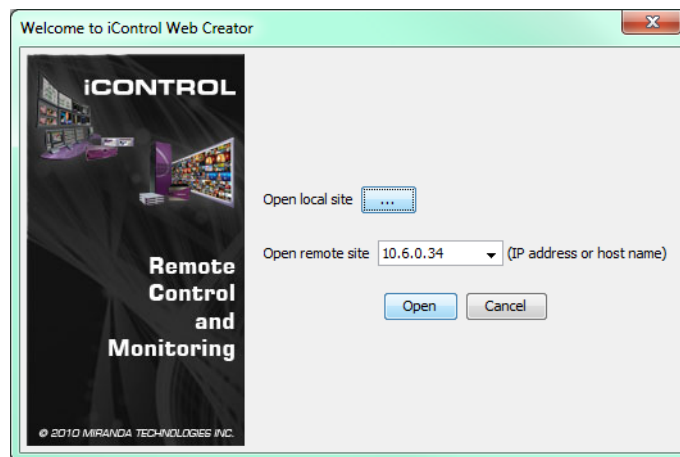 Welcome to iControl Web Creator
iCONTROL
Remote
Control
and
Monitoring
© 2010 MIRANDA TECHNOLOGIES INC.
Open local site ...
Open remote site 10.6.0.34 (IP address or host name)
Open Cancel